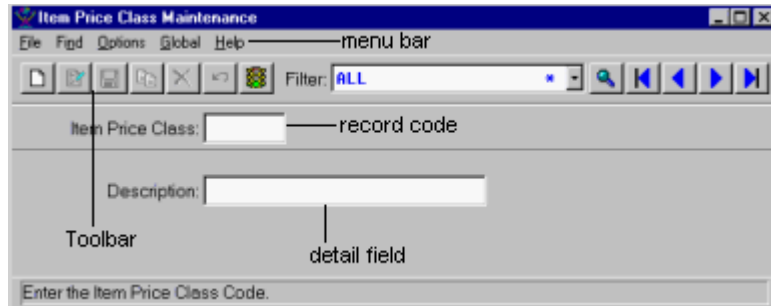 Item Price Class Maintenance
File Find Options Global Help menu bar
Filter: ALL *
Item Price Class: record code
Description:
Toolbar
detail field
Enter the Item Price Class Code.